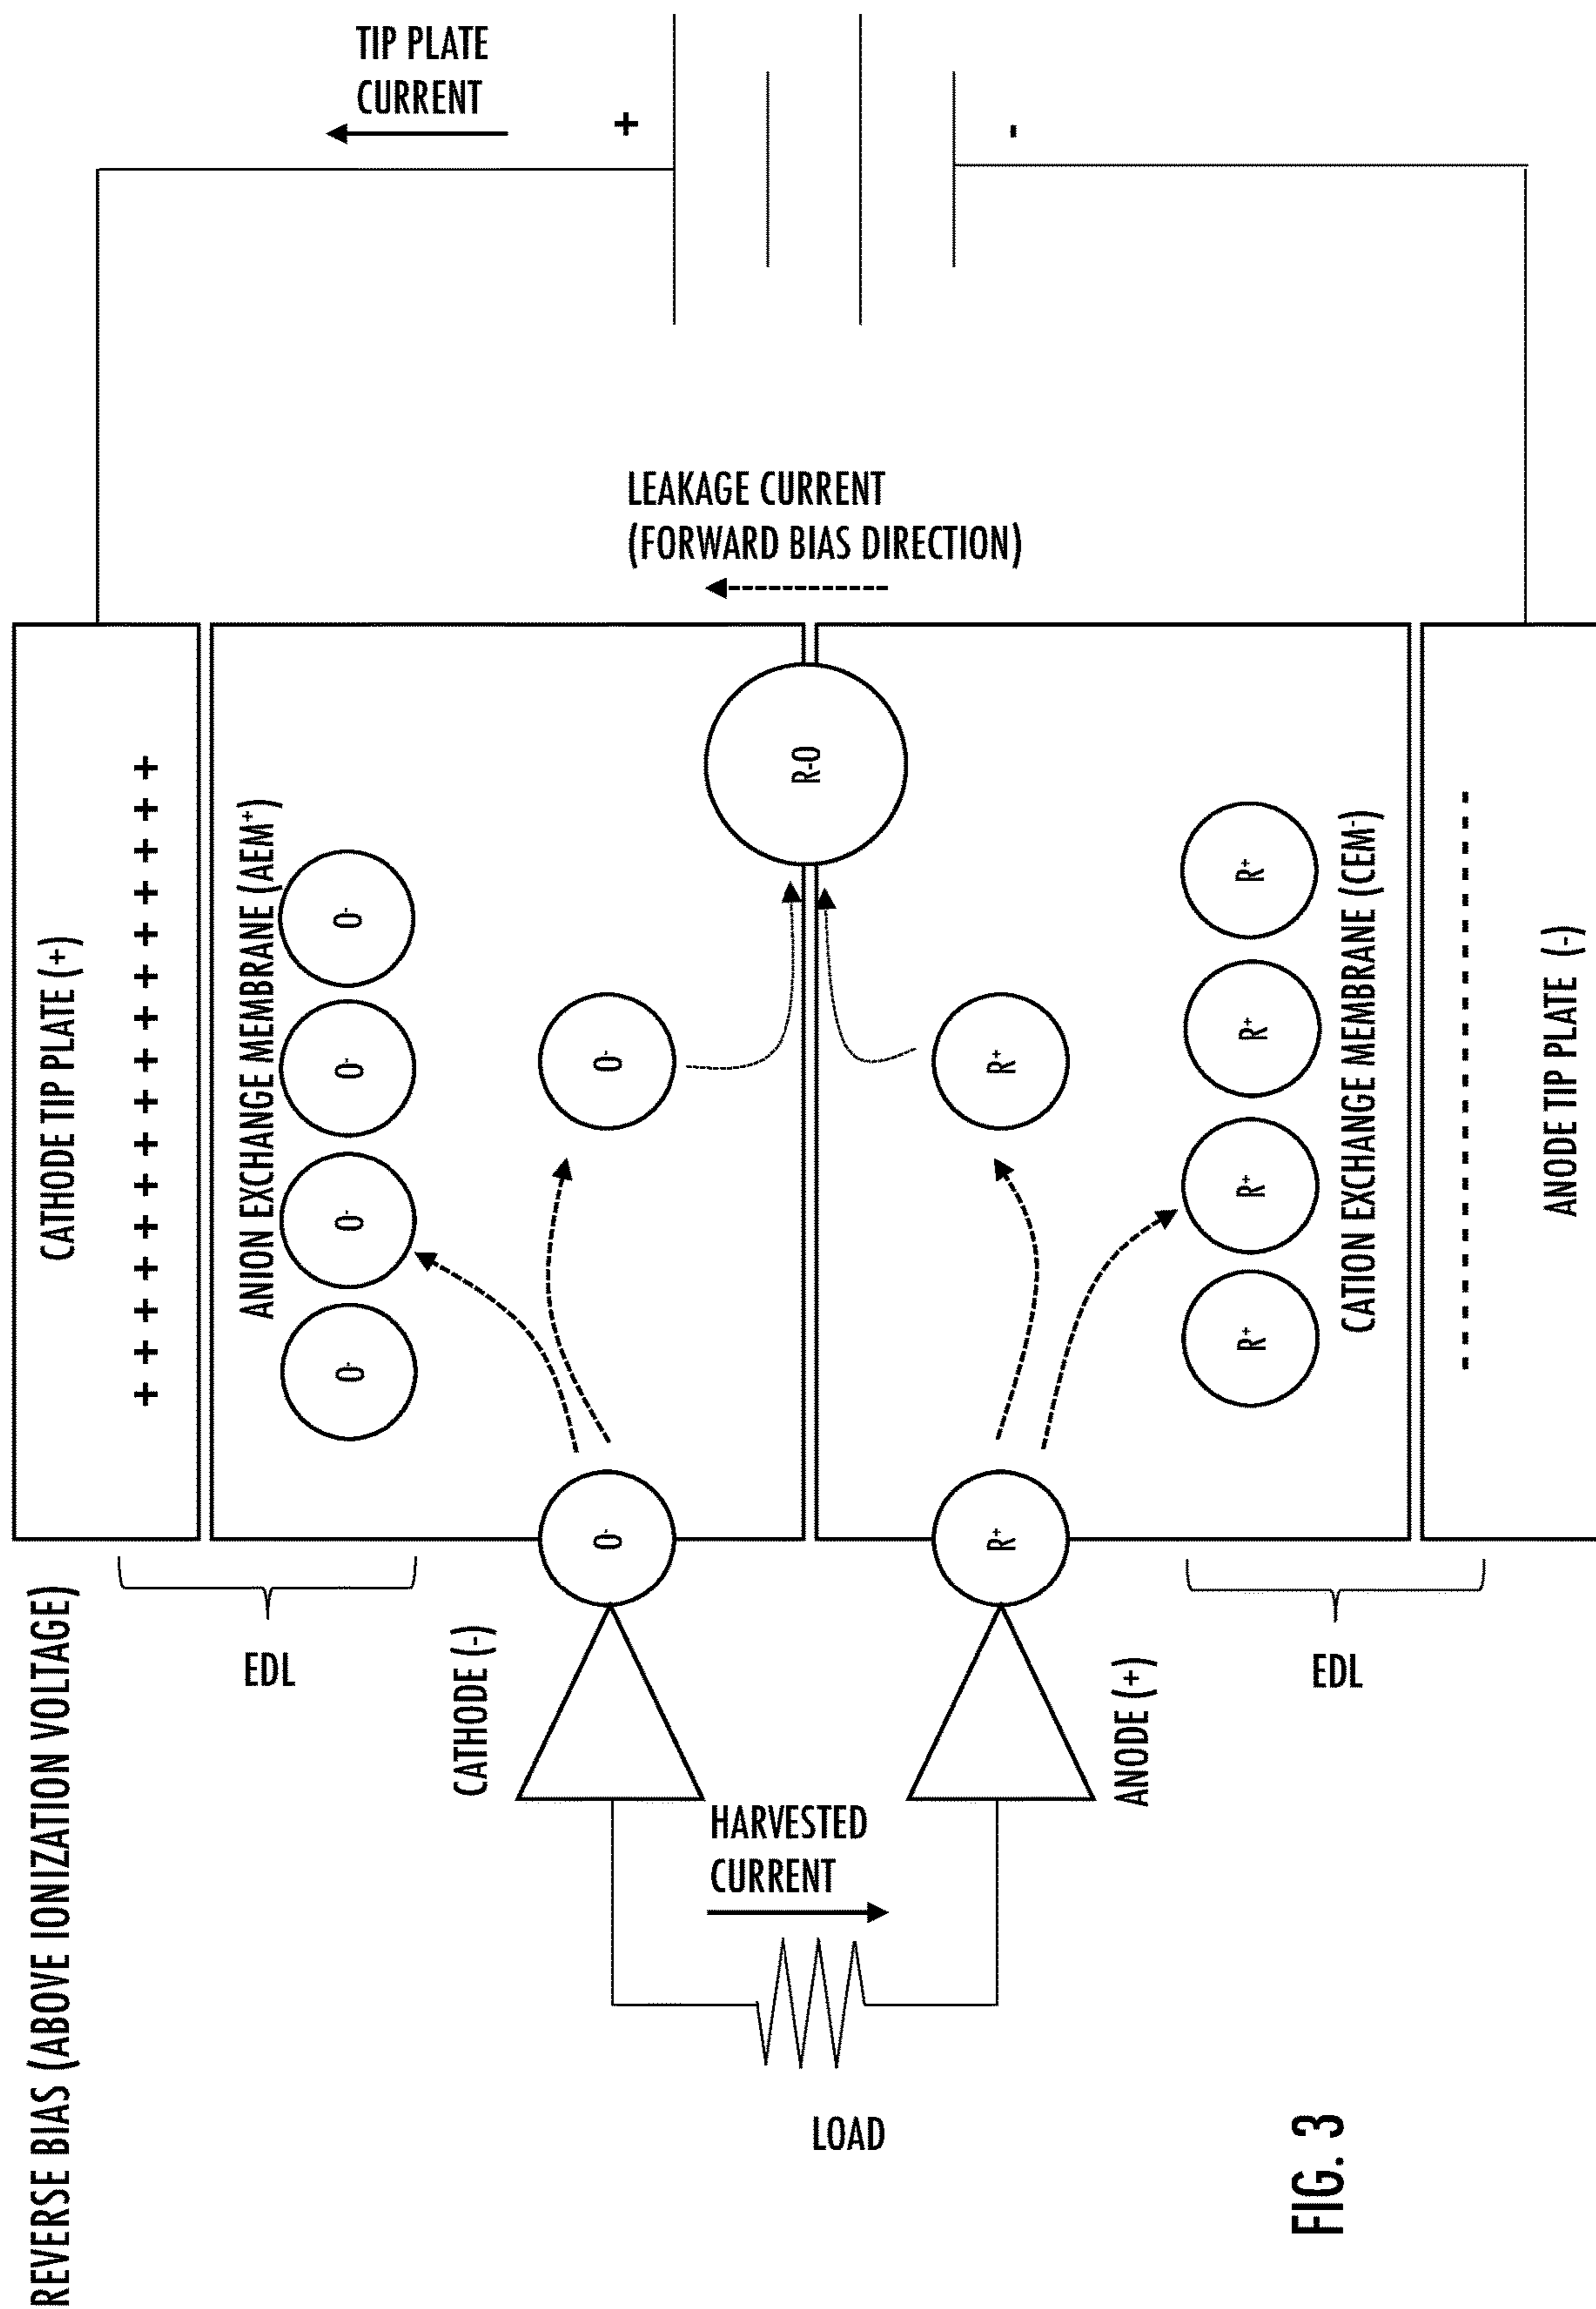 REVERSE BIAS (ABOVE IONIZATION VOLTAGE)
TIP PLATE
CURRENT
+
-
LEAKAGE CURRENT
(FORWARD BIAS DIRECTION)
CATHODE TIP PLATE (+)
+ + + + + + + + + + + + + + + +
ANION EXCHANGE MEMBRANE (AEM⁺)
O⁻ O⁻ O⁻ O⁻
O⁻ O⁻
R-O
R⁺ R⁺
R⁺ R⁺ R⁺ R⁺
CATION EXCHANGE MEMBRANE (CEM⁻)
- - - - - - - - - - - - - - - - - - - - - - - - - - - -
ANODE TIP PLATE (-)
EDL
EDL
CATHODE (-)
ANODE (+)
HARVESTED
CURRENT
LOAD
FIG. 3